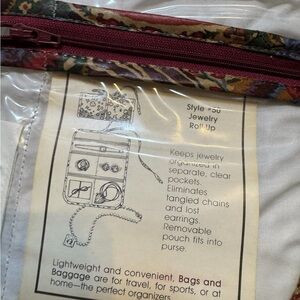 Style #50
Jewelry
Roll Up
Keeps jewelry
organized in
separate, clear
pockets.
Eliminates
tangled chains
and lost
earrings.
Removable
pouch fits into
purse.
Lightweight and convenient, Bags and
Baggage are for travel, for sports, or at
home—the perfect organizers.